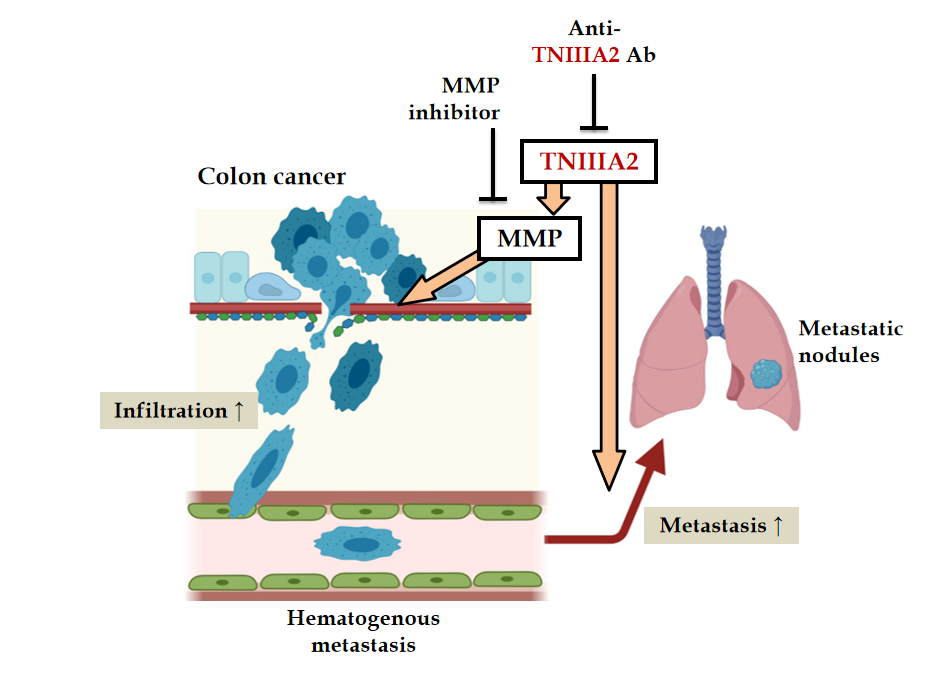 Anti-
TNIIIA2 Ab
MMP
inhibitor
TNIIIA2
Colon cancer
MMP
Metastatic
nodules
Infiltration ↑
Metastasis ↑
Hematogenous
metastasis